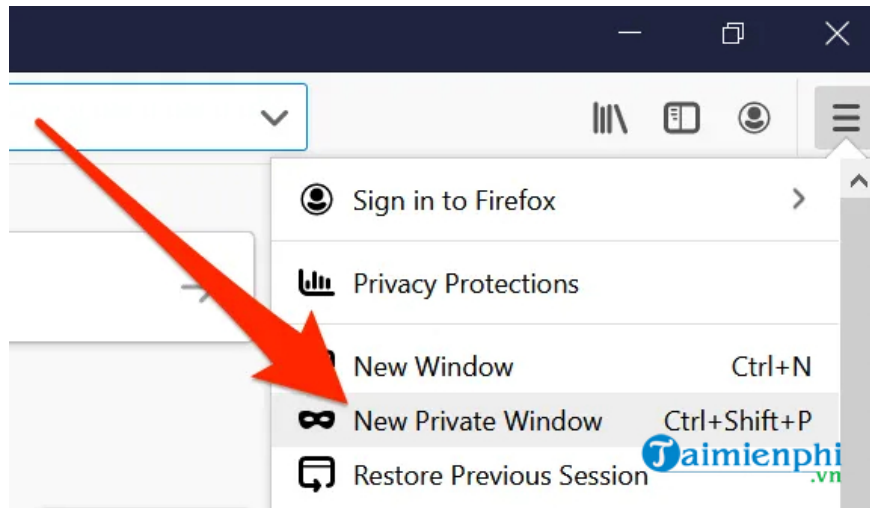 Sign in to Firefox
Privacy Protections
New Window Ctrl+N
New Private Window Ctrl+Shift+P
Restore Previous Session
Taimienphi
.vn